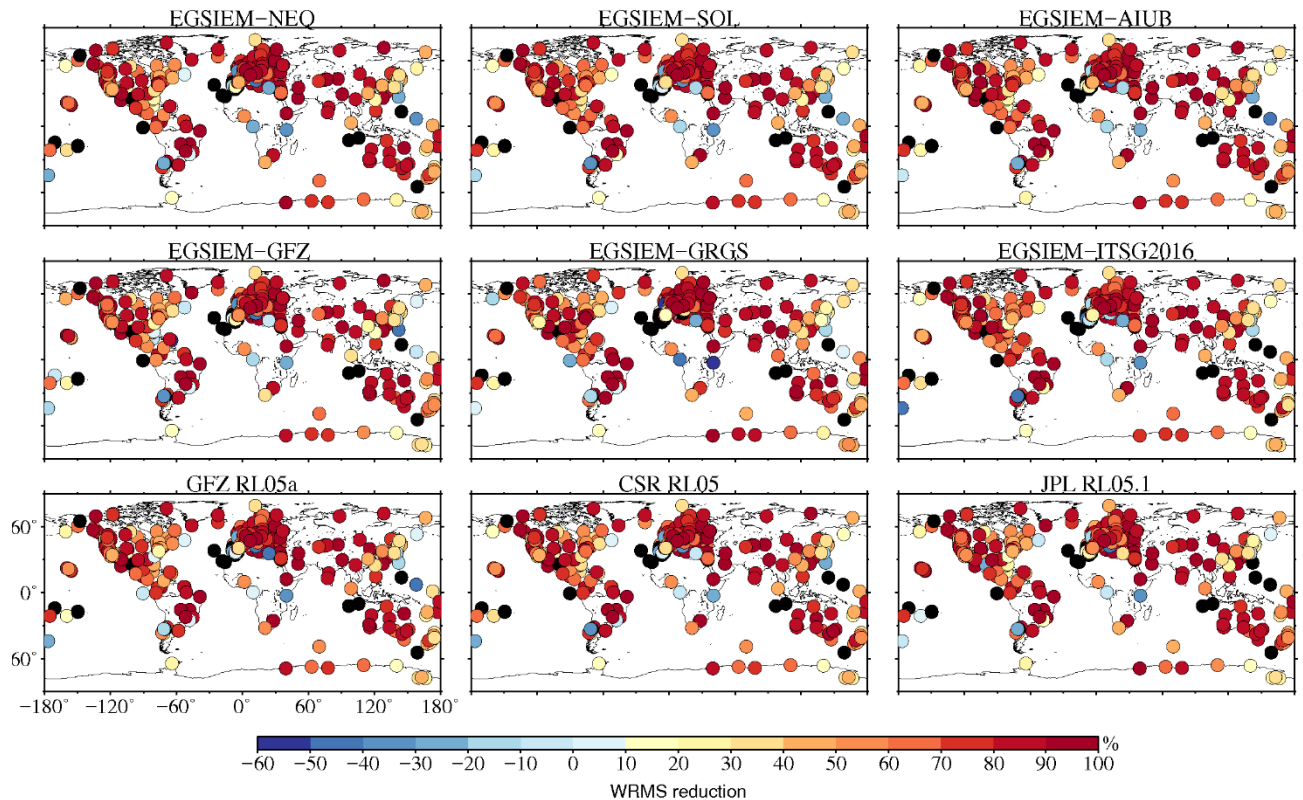 EGSIEM−NEQ EGSIEM−SOL EGSIEM−AIUB
EGSIEM−GFZ EGSIEM−GRGS EGSIEM−ITSG2016
GFZ RL05a CSR RL05 JPL RL05.1
60°
0°
60°
−180° −120° −60° 0° 60° 120° 180°
%
−60 −50 −40 −30 −20 −10 0 10 20 30 40 50 60 70 80 90 100
WRMS reduction